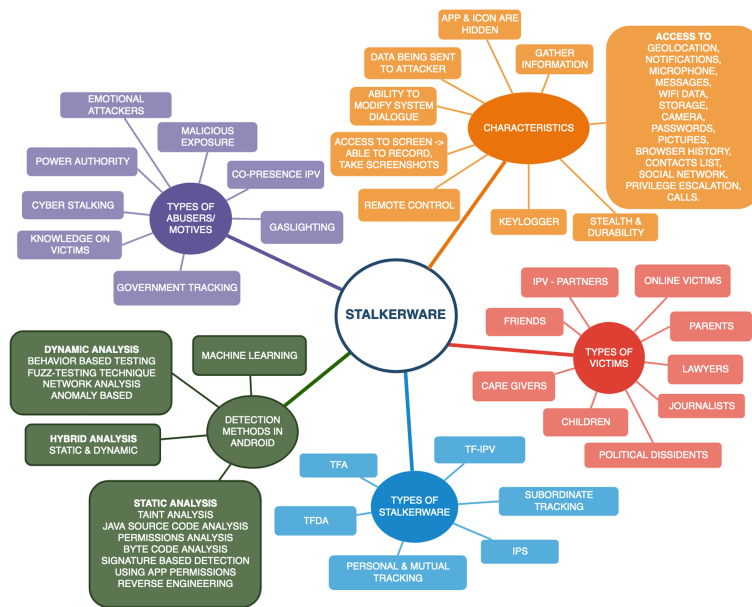 APP & ICON ARE
HIDDEN
GATHER
INFORMATION
DATA BEING SENT
TO ATTACKER
ABILITY TO
MODIFY SYSTEM
DIALOGUE
ACCESS TO SCREEN ->
ABLE TO RECORD,
TAKE SCREENSHOTS
REMOTE CONTROL
KEYLOGGER
STEALTH &
DURABILITY
CHARACTERISTICS
ACCESS TO
GEOLOCATION,
NOTIFICATIONS,
MICROPHONE,
MESSAGES,
WIFI DATA,
STORAGE,
CAMERA,
PASSWORDS,
PICTURES,
BROWSER HISTORY,
CONTACTS LIST,
SOCIAL NETWORK,
PRIVILEGE ESCALATION,
CALLS.
EMOTIONAL
ATTACKERS
MALICIOUS
EXPOSURE
POWER AUTHORITY
CO-PRESENCE IPV
CYBER STALKING
GASLIGHTING
KNOWLEDGE ON
VICTIMS
GOVERNMENT TRACKING
TYPES OF
ABUSERS/
MOTIVES
STALKERWARE
IPV - PARTNERS
ONLINE VICTIMS
FRIENDS
PARENTS
CARE GIVERS
LAWYERS
CHILDREN
JOURNALISTS
POLITICAL DISSIDENTS
TYPES OF
VICTIMS
DYNAMIC ANALYSIS
BEHAVIOR BASED TESTING
FUZZ-TESTING TECHNIQUE
NETWORK ANALYSIS
ANOMALY BASED
MACHINE LEARNING
HYBRID ANALYSIS
STATIC & DYNAMIC
DETECTION
METHODS IN
ANDROID
STATIC ANALYSIS
TAINT ANALYSIS
JAVA SOURCE CODE ANALYSIS
PERMISSIONS ANALYSIS
BYTE CODE ANALYSIS
SIGNATURE BASED DETECTION
USING APP PERMISSIONS
REVERSE ENGINEERING
TFA
TF-IPV
TFDA
SUBORDINATE
TRACKING
PERSONAL & MUTUAL
TRACKING
IPS
TYPES OF
STALKERWARE